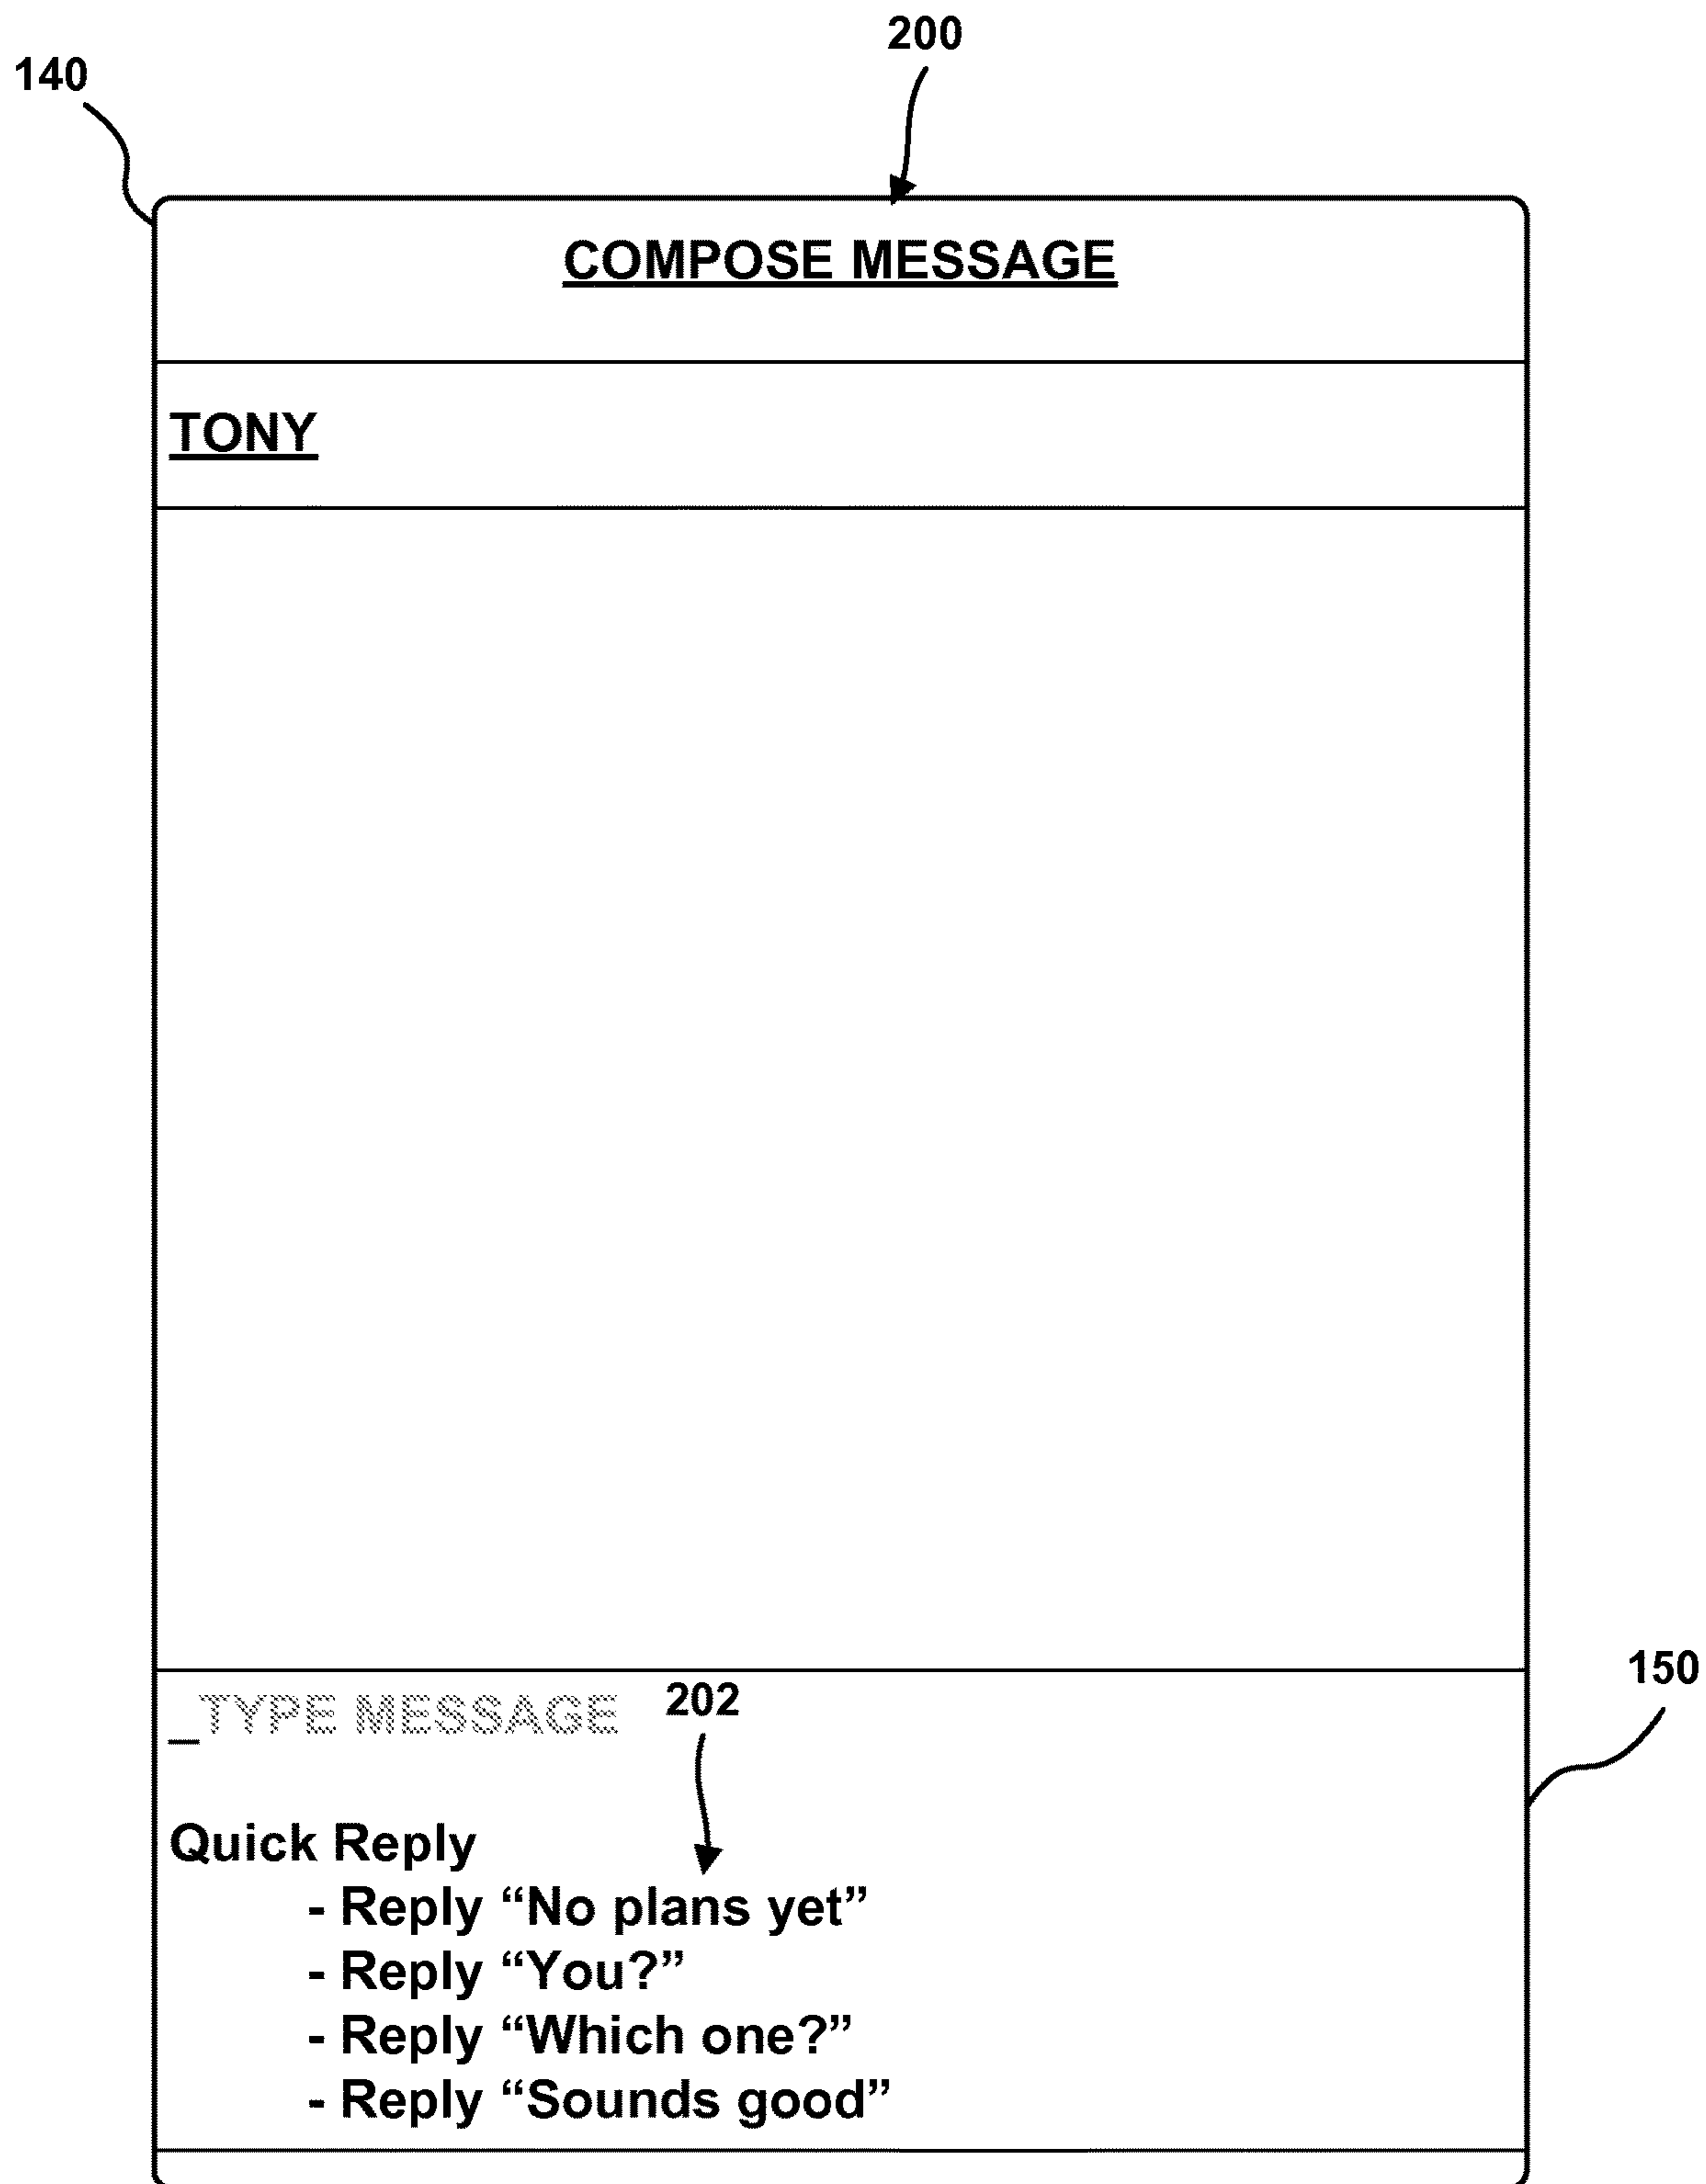 200
140
COMPOSE MESSAGE
TONY
150
_TYPE MESSAGE
202
Quick Reply
- Reply “No plans yet”
- Reply “You?”
- Reply “Which one?”
- Reply “Sounds good”